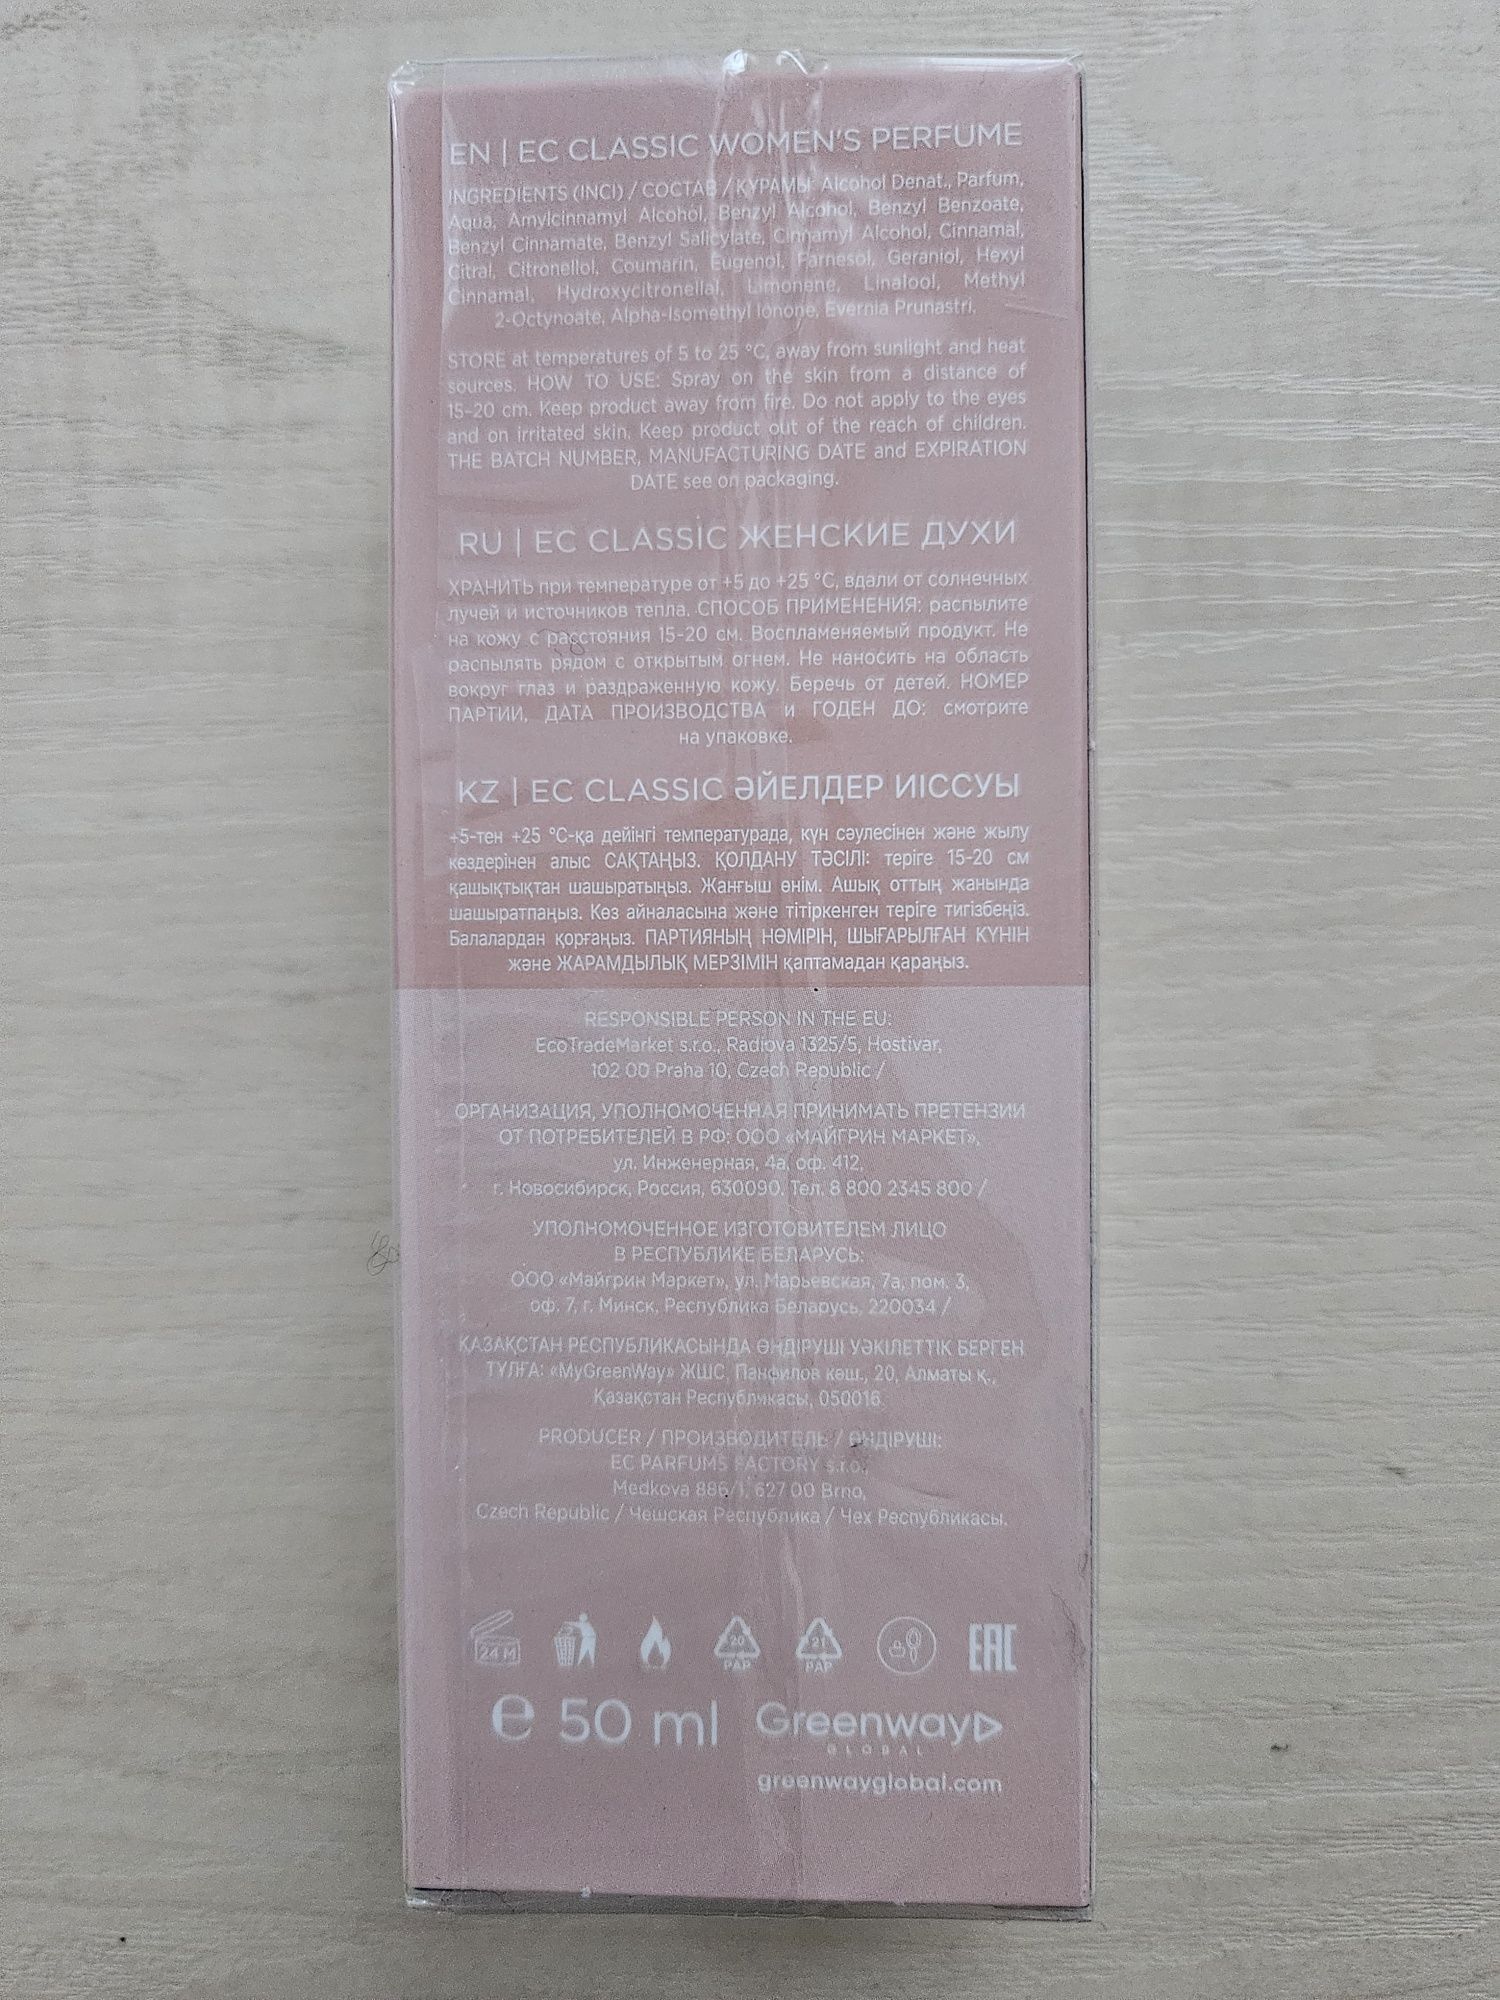 EN | EC CLASSIC WOMEN'S PERFUME
INGREDIENTS (INCI) / СОСТАВ / ҚҰРАМЫ: Alcohol Denat., Parfum,
Aqua, Amylcinnamyl Alcohol, Benzyl Alcohol, Benzyl Benzoate,
Benzyl Cinnamate, Benzyl Salicylate, Cinnamyl Alcohol, Cinnamal,
Citral, Citronellol, Coumarin, Eugenol, Farnesol, Geraniol, Hexyl
Cinnamal, Hydroxycitronellal, Limonene, Linalool, Methyl
2-Octynoate, Alpha-Isomethyl Ionone, Evernia Prunastri.
STORE at temperatures of 5 to 25 °C, away from sunlight and heat
sources. HOW TO USE: Spray on the skin from a distance of
15-20 cm. Keep product away from fire. Do not apply to the eyes
and on irritated skin. Keep product out of the reach of children.
THE BATCH NUMBER, MANUFACTURING DATE and EXPIRATION
DATE see on packaging.
RU | EC CLASSIC ЖЕНСКИЕ ДУХИ
ХРАНИТЬ при температуре от +5 до +25 °C, вдали от солнечных
лучей и источников тепла. СПОСОБ ПРИМЕНЕНИЯ: распылите
на кожу с расстояния 15-20 см. Воспламеняемый продукт. Не
распылять рядом с открытым огнем. Не наносить на область
вокруг глаз и раздраженную кожу. Беречь от детей. НОМЕР
ПАРТИИ, ДАТА ПРОИЗВОДСТВА и ГОДЕН ДО: смотрите
на упаковке.
KZ | EC CLASSIC ӘЙЕЛДЕР ИІССУЫ
+5-тен +25 °C-қа дейінгі температурада, күн сәулесінен және жылу
көздерінен алыс САҚТАҢЫЗ. ҚОЛДАНУ ТӘСІЛІ: теріге 15-20 см
қашықтықтан шашыратыңыз. Жанғыш өнім. Ашық оттың жанында
шашыратпаңыз. Көз айналасына және тітіркенген теріге тигізбеңіз.
Балалардан қорғаңыз. ПАРТИЯНЫҢ НӨМІРІН, ШЫҒАРЫЛҒАН КҮНІН
және ЖАРАМДЫЛЫҚ МЕРЗІМІН қаптамадан қараңыз.
RESPONSIBLE PERSON IN THE EU:
EcoTradeMarket s.r.o., Radiova 1325/5, Hostivar,
102 00 Praha 10, Czech Republic /
ОРГАНИЗАЦИЯ, УПОЛНОМОЧЕННАЯ ПРИНИМАТЬ ПРЕТЕНЗИИ
ОТ ПОТРЕБИТЕЛЕЙ В РФ: ООО «МАЙГРИН МАРКЕТ»,
ул. Инженерная, 4а, оф. 412,
г. Новосибирск, Россия, 630090. Тел. 8 800 2345 800 /
УПОЛНОМОЧЕННОЕ ИЗГОТОВИТЕЛЕМ ЛИЦО
В РЕСПУБЛИКЕ БЕЛАРУСЬ:
ООО «Майгрин Маркет», ул. Марьевская, 7а, пом. 3,
оф. 7, г. Минск, Республика Беларусь, 220034 /
ҚАЗАҚСТАН РЕСПУБЛИКАСЫНДА ӨНДІРУШІ УӘКІЛЕТТІК БЕРГЕН
ТҰЛҒА: «MyGreenWay» ЖШС, Панфилов көш., 20, Алматы қ.,
Қазақстан Республикасы, 050016.
PRODUCER / ПРОИЗВОДИТЕЛЬ / ӨНДІРУШІ:
EC PARFUMS FACTORY s.r.o.,
Medkova 886/1, 627 00 Brno,
Czech Republic / Чешская Республика / Чех Республикасы.
24 M 20 PAP 21 PAP EAC
e 50 ml Greenway
GLOBAL
greenwayglobal.com